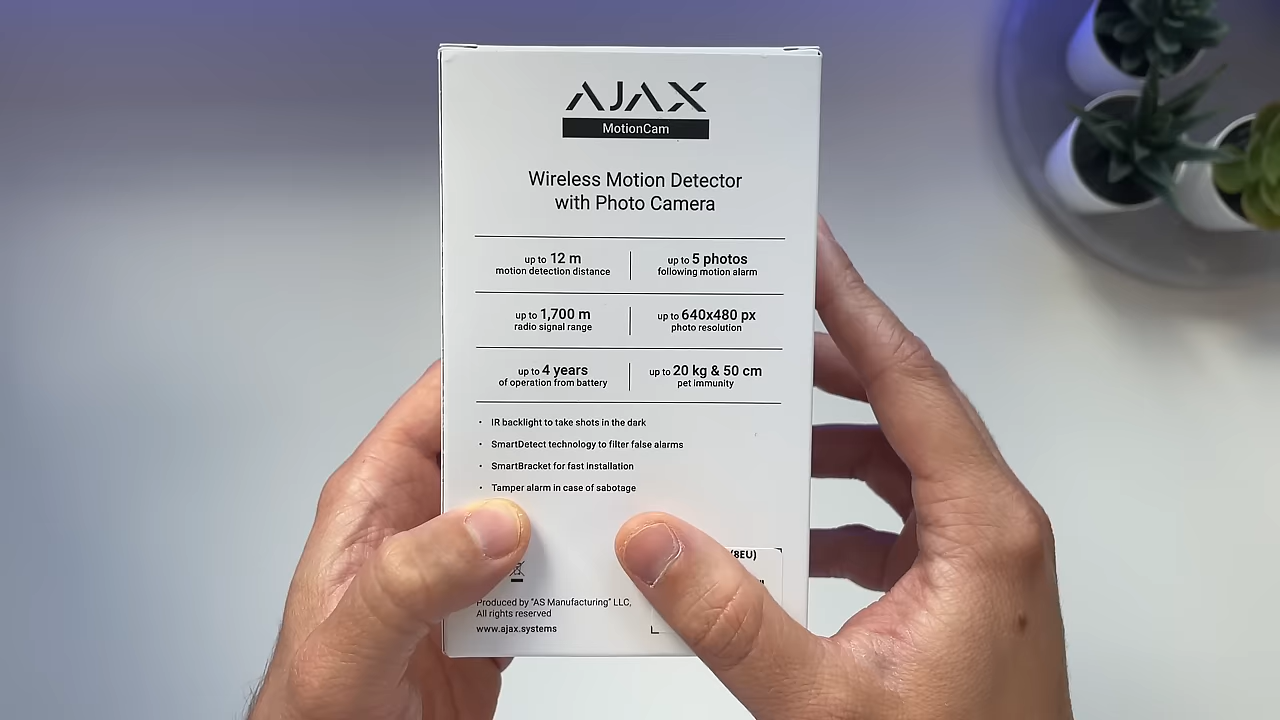 AJAX
MotionCam
Wireless Motion Detector
with Photo Camera
up to 12 m
motion detection distance
up to 5 photos
following motion alarm
up to 1,700 m
radio signal range
up to 640x480 px
photo resolution
up to 4 years
of operation from battery
up to 20 kg & 50 cm
pet immunity
· IR backlight to take shots in the dark
· SmartDetect technology to filter false alarms
· SmartBracket for fast installation
· Tamper alarm in case of sabotage
(8EU)
Produced by "AS Manufacturing" LLC,
All rights reserved
www.ajax.systems